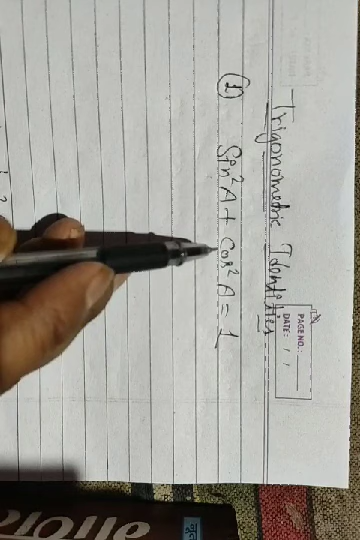 PAGE NO.:
DATE: / /
Trigonometric Identities
① Sin²A + Cos²A = 1